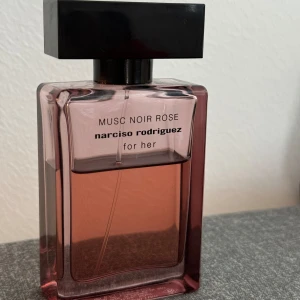 MUSC NOIR ROSE
narciso rodriguez
for her